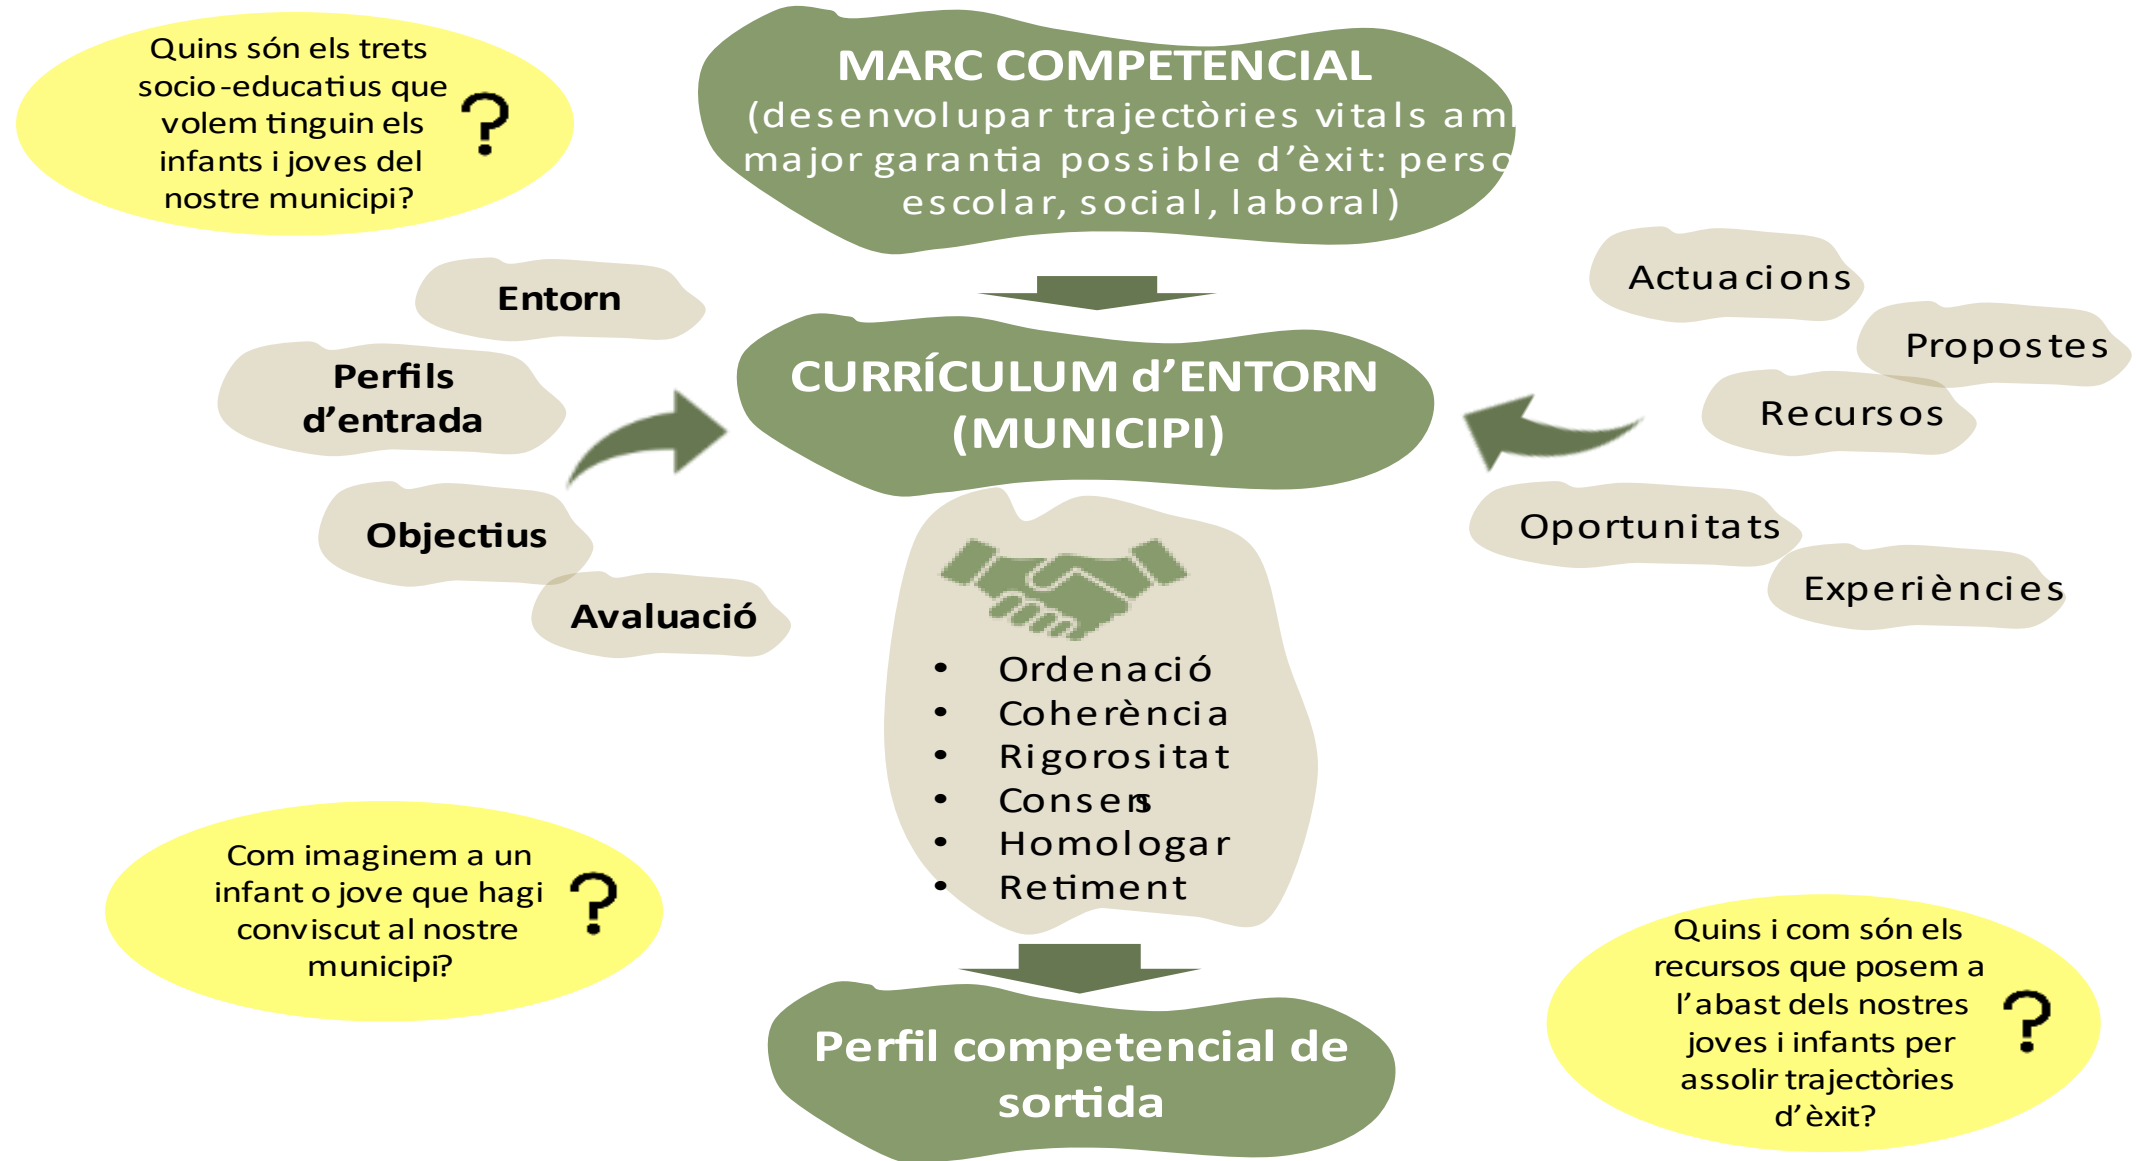 Quins són els trets
socio-educatius que
volem tinguin els
infants i joves del
nostre municipi?
?
MARC COMPETENCIAL
(desenvolupar trajectòries vitals am
major garantia possible d’èxit: perso
escolar, social, laboral)
Entorn
Perfils
d’entrada
Objectius
Avaluació
CURRÍCULUM d’ENTORN
(MUNICIPI)
Actuacions
Propostes
Recursos
Oportunitats
Experiències
• Ordenació
• Coherència
• Rigorositat
• Consens
• Homologar
• Retiment
Com imaginem a un
infant o jove que hagi
conviscut al nostre
municipi?
?
Perfil competencial de
sortida
Quins i com són els
recursos que posem a
l’abast dels nostres
joves i infants per
assolir trajectòries
d’èxit?
?